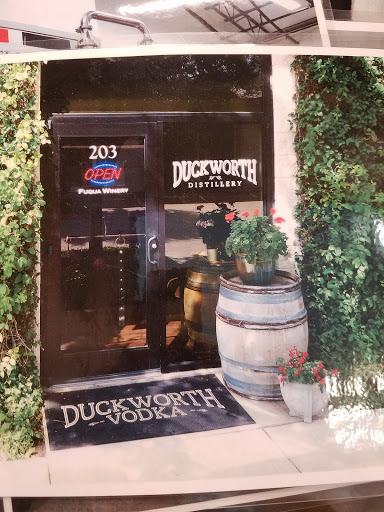 203
OPEN
FUQUA WINERY
DUCKWORTH
DISTILLERY
DUCKWORTH
VODKA